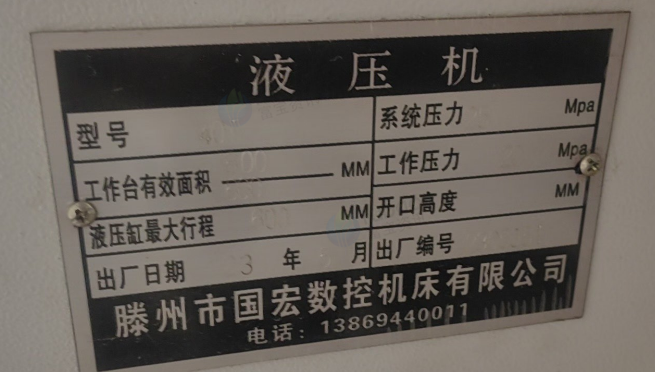 液压机
型号 系统压力 Mpa
工作台有效面积 MM 工作压力 Mpa
液压缸最大行程 MM 开口高度 MM
出厂日期 3 年 月 出厂编号
滕州市国宏数控机床有限公司
电话：13869440011